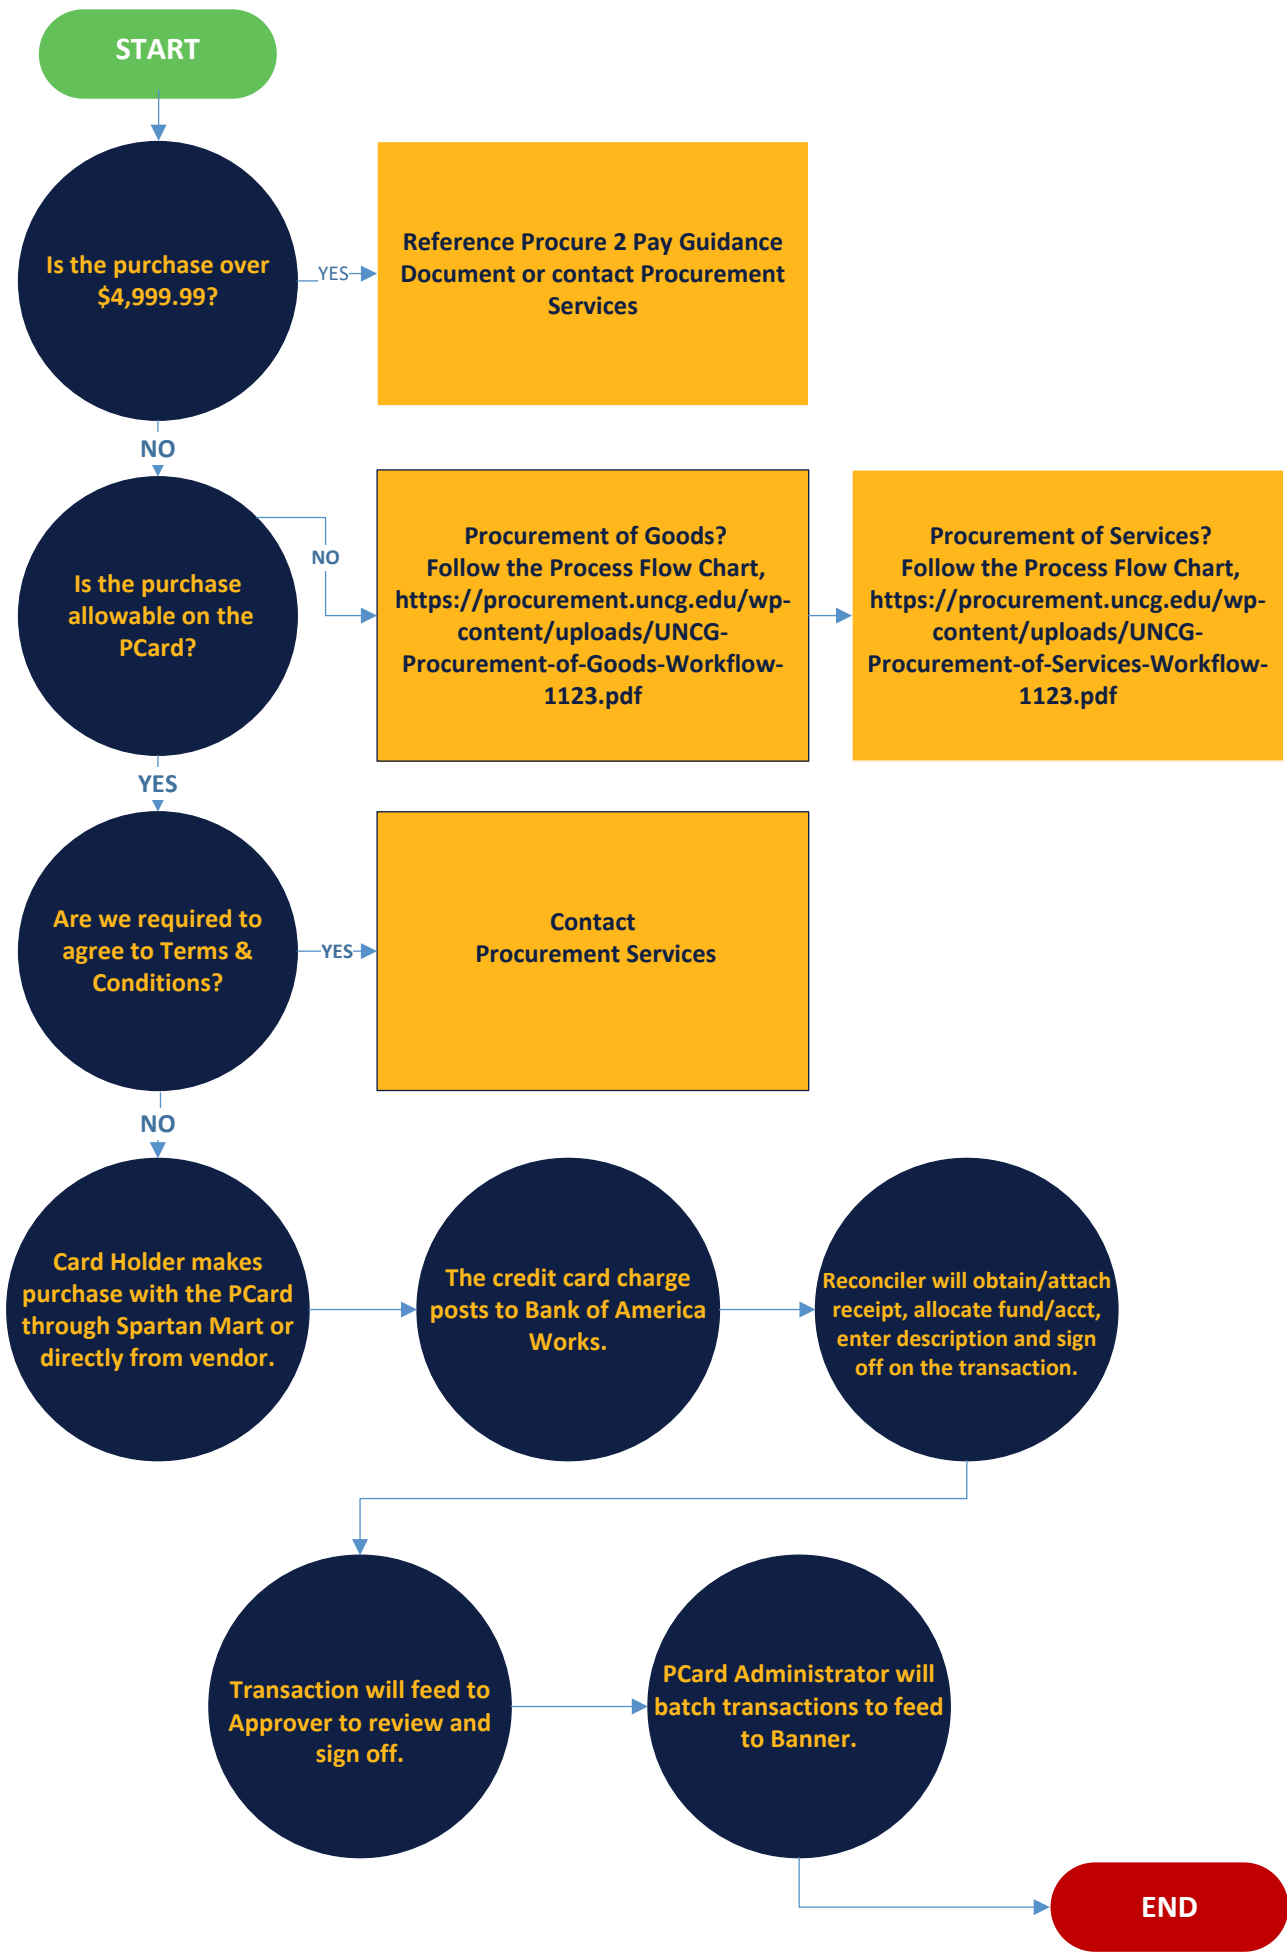 START
Is the purchase over
$4,999.99?
YES
Reference Procure 2 Pay Guidance
Document or contact Procurement
Services
NO
Is the purchase
allowable on the
PCard?
NO
Procurement of Goods?
Follow the Process Flow Chart,
https://procurement.uncg.edu/wp-
content/uploads/UNCG-
Procurement-of-Goods-Workflow-
1123.pdf
Procurement of Services?
Follow the Process Flow Chart,
https://procurement.uncg.edu/wp-
content/uploads/UNCG-
Procurement-of-Services-Workflow-
1123.pdf
YES
Are we required to
agree to Terms &
Conditions?
YES
Contact
Procurement Services
NO
Card Holder makes
purchase with the PCard
through Spartan Mart or
directly from vendor.
The credit card charge
posts to Bank of America
Works.
Reconciler will obtain/attach
receipt, allocate fund/acct,
enter description and sign
off on the transaction.
Transaction will feed to
Approver to review and
sign off.
PCard Administrator will
batch transactions to feed
to Banner.
END